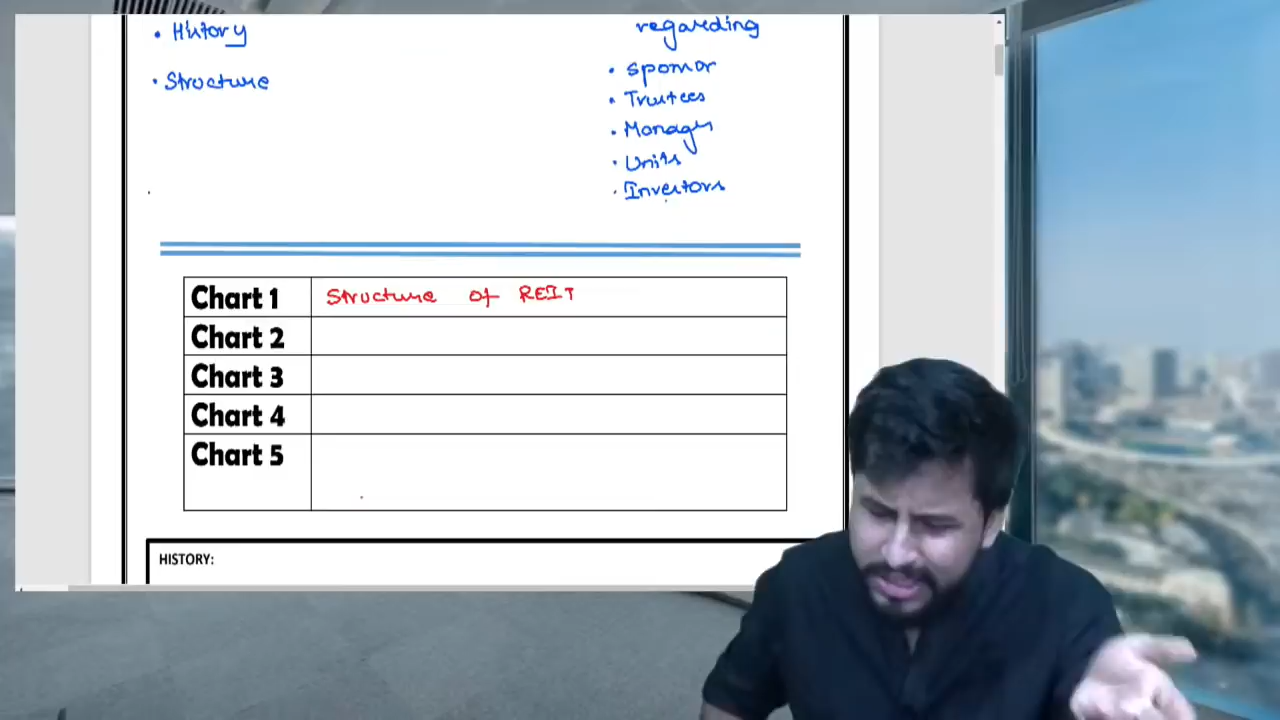 • History
• Structure
regarding
• Sponsor
• Trustees
• Manager
• Units
• Investors
Chart 1 Structure of REIT
Chart 2
Chart 3
Chart 4
Chart 5
HISTORY: